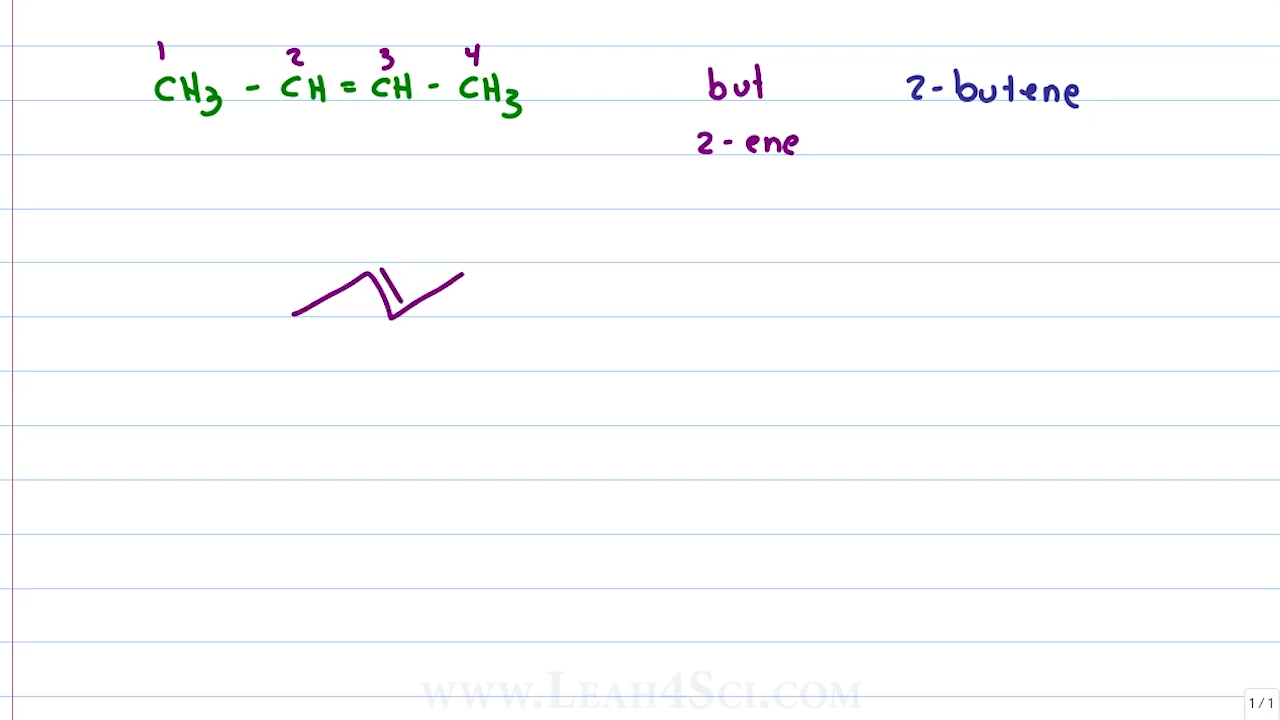 1 2 3 4
CH3 - CH = CH - CH3 but 2-butene
2 - ene
www.Leah4Sci.com
1 / 1